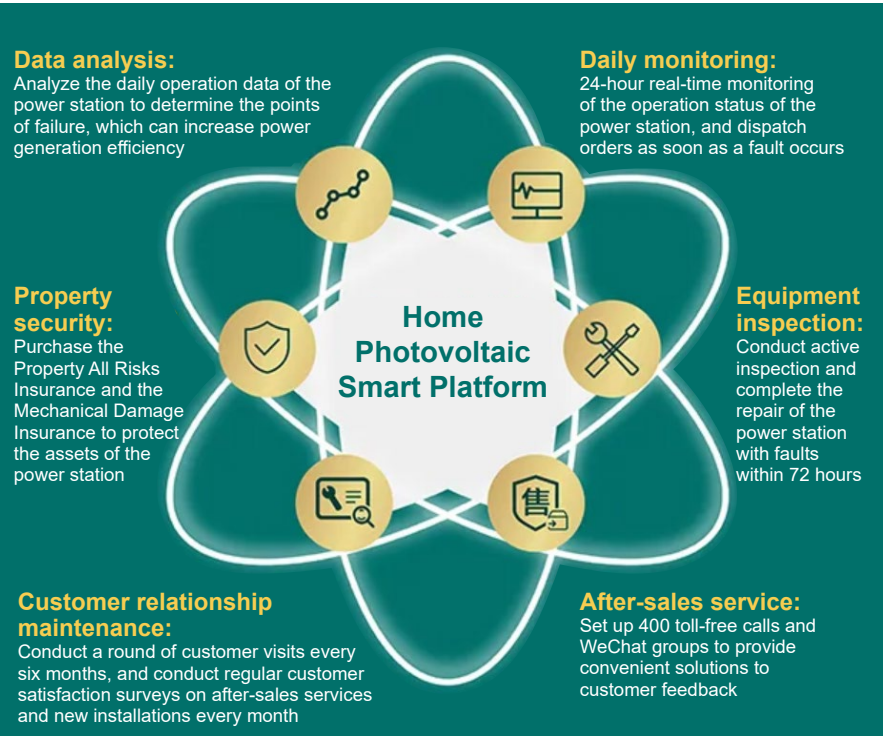 Data analysis:
Analyze the daily operation data of the
power station to determine the points
of failure, which can increase power
generation efficiency
Daily monitoring:
24-hour real-time monitoring
of the operation status of the
power station, and dispatch
orders as soon as a fault occurs
Property
security:
Purchase the
Property All Risks
Insurance and the
Mechanical Damage
Insurance to protect
the assets of the
power station
Home
Photovoltaic
Smart Platform
Equipment
inspection:
Conduct active
inspection and
complete the
repair of the
power station
with faults
within 72 hours
售
Customer relationship
maintenance:
Conduct a round of customer visits every
six months, and conduct regular customer
satisfaction surveys on after-sales services
and new installations every month
After-sales service:
Set up 400 toll-free calls and
WeChat groups to provide
convenient solutions to
customer feedback